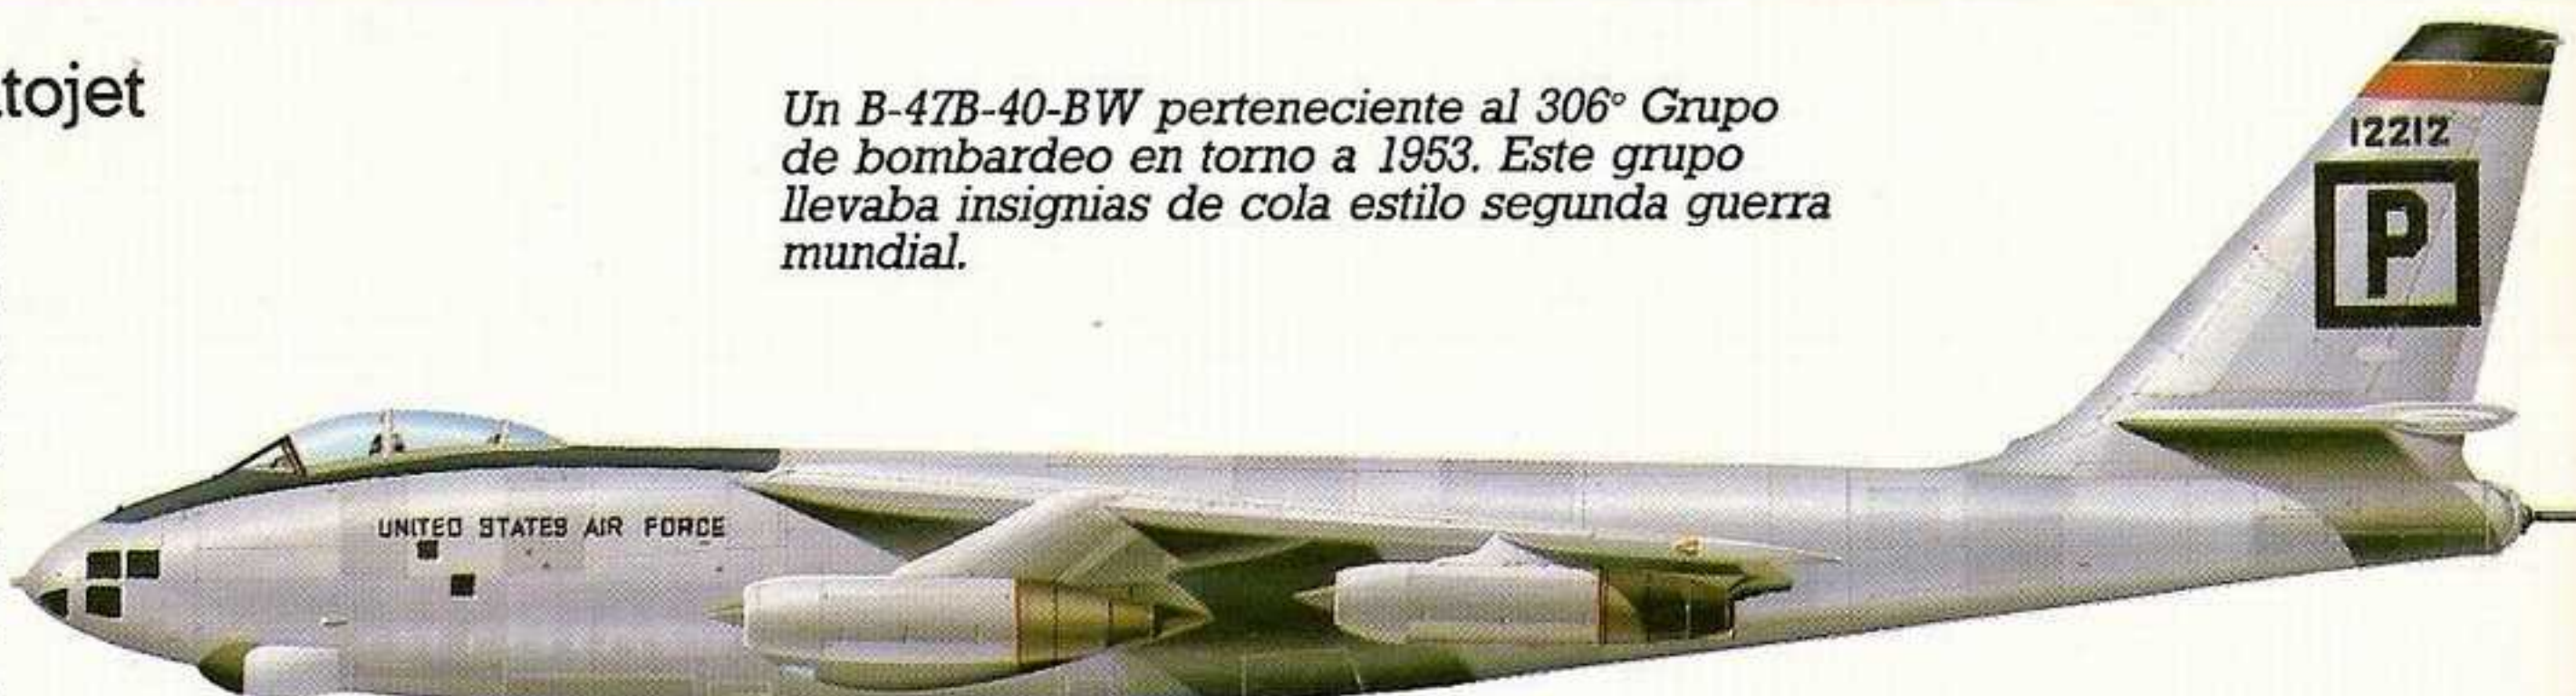 tojet
Un B-47B-40-BW perteneciente al 306° Grupo
de bombardeo en torno a 1953. Este grupo
llevaba insignias de cola estilo segunda guerra
mundial.
12212
P
UNITED STATES AIR FORCE